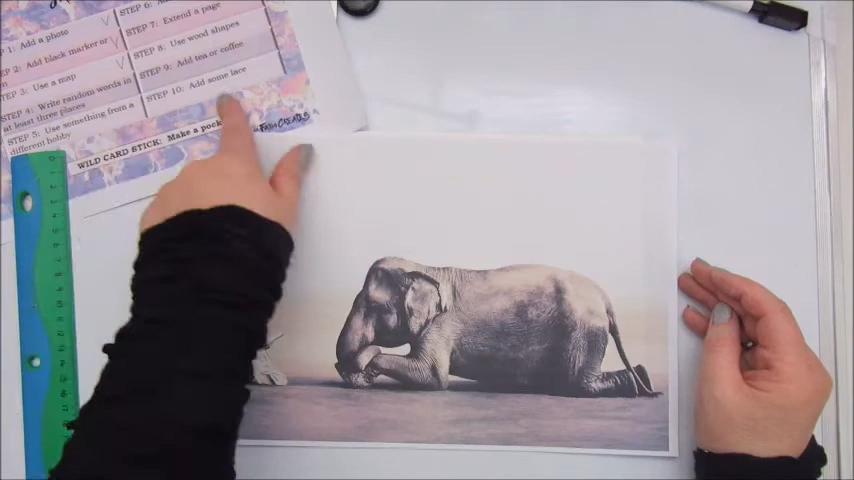 STEP 1: Add a photo
STEP 2: Add black marker or
STEP 3: Use a map
STEP 4: Write random words in
at least three places
STEP 5: Use something from a
different hobby
STEP 6:
STEP 7: Extend a page
STEP 8: Use wood shapes
STEP 9: Add tea or coffee
STEP 10: Add some lace
WILD CARD STICK: Make a pocket